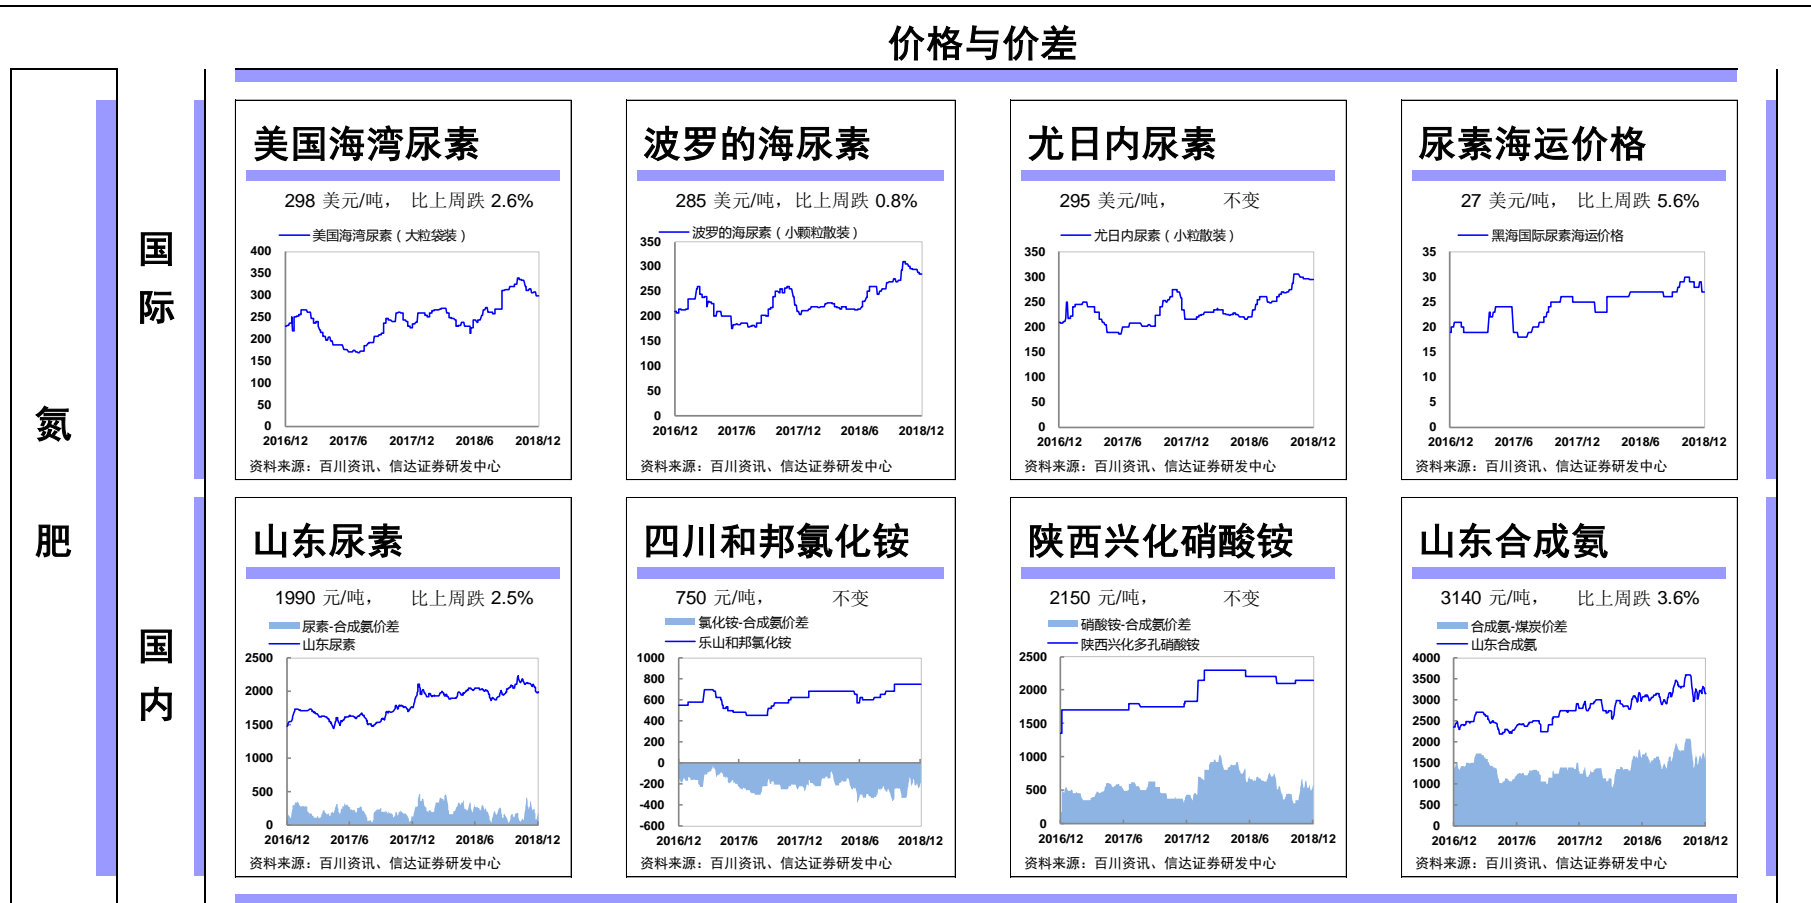 价格与价差
氮
肥
国
际
美国海湾尿素
298 美元/吨， 比上周跌 2.6%
美国海湾尿素（大粒袋装）
400
350
300
250
200
150
100
50
0
2016/12 2017/6 2017/12 2018/6 2018/12
资料来源：百川资讯、信达证券研发中心
波罗的海尿素
285 美元/吨，比上周跌 0.8%
波罗的海尿素（小颗粒散装）
350
300
250
200
150
100
50
0
2016/12 2017/6 2017/12 2018/6 2018/12
资料来源：百川资讯、信达证券研发中心
尤日内尿素
295 美元/吨， 不变
尤日内尿素（小粒散装）
350
300
250
200
150
100
50
0
2016/12 2017/6 2017/12 2018/6 2018/12
资料来源：百川资讯、信达证券研发中心
尿素海运价格
27 美元/吨， 比上周跌 5.6%
黑海国际尿素海运价格
35
30
25
20
15
10
5
0
2016/12 2017/6 2017/12 2018/6 2018/12
资料来源：百川资讯、信达证券研发中心
国
内
山东尿素
1990 元/吨， 比上周跌 2.5%
尿素-合成氨价差
山东尿素
2500
2000
1500
1000
500
0
2016/12 2017/6 2017/12 2018/6 2018/12
资料来源：百川资讯、信达证券研发中心
四川和邦氯化铵
750 元/吨， 不变
氯化铵-合成氨价差
乐山和邦氯化铵
1000
800
600
400
200
0
-200
-400
-600
2016/12 2017/6 2017/12 2018/6 2018/12
资料来源：百川资讯、信达证券研发中心
陕西兴化硝酸铵
2150 元/吨， 不变
硝酸铵-合成氨价差
陕西兴化多孔硝酸铵
2500
2000
1500
1000
500
0
2016/12 2017/6 2017/12 2018/6 2018/12
资料来源：百川资讯、信达证券研发中心
山东合成氨
3140 元/吨， 比上周跌 3.6%
合成氨-煤炭价差
山东合成氨
4000
3500
3000
2500
2000
1500
1000
500
0
2016/12 2017/6 2017/12 2018/6 2018/12
资料来源：百川资讯、信达证券研发中心